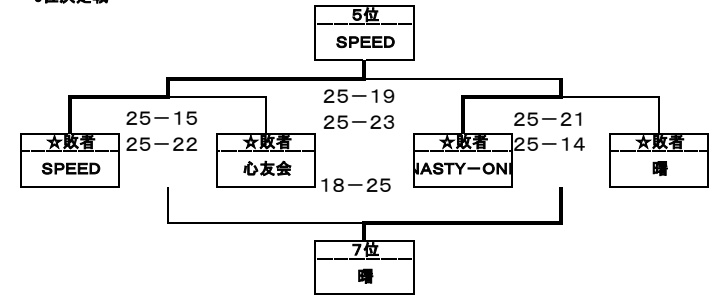 5位
SPEED
25－19
25－15
25－23
25－21
☆敗者
25－22
☆敗者
☆敗者
25－14
☆敗者
SPEED
心友会
NASTY－ON
曙
18－25
7位
曙